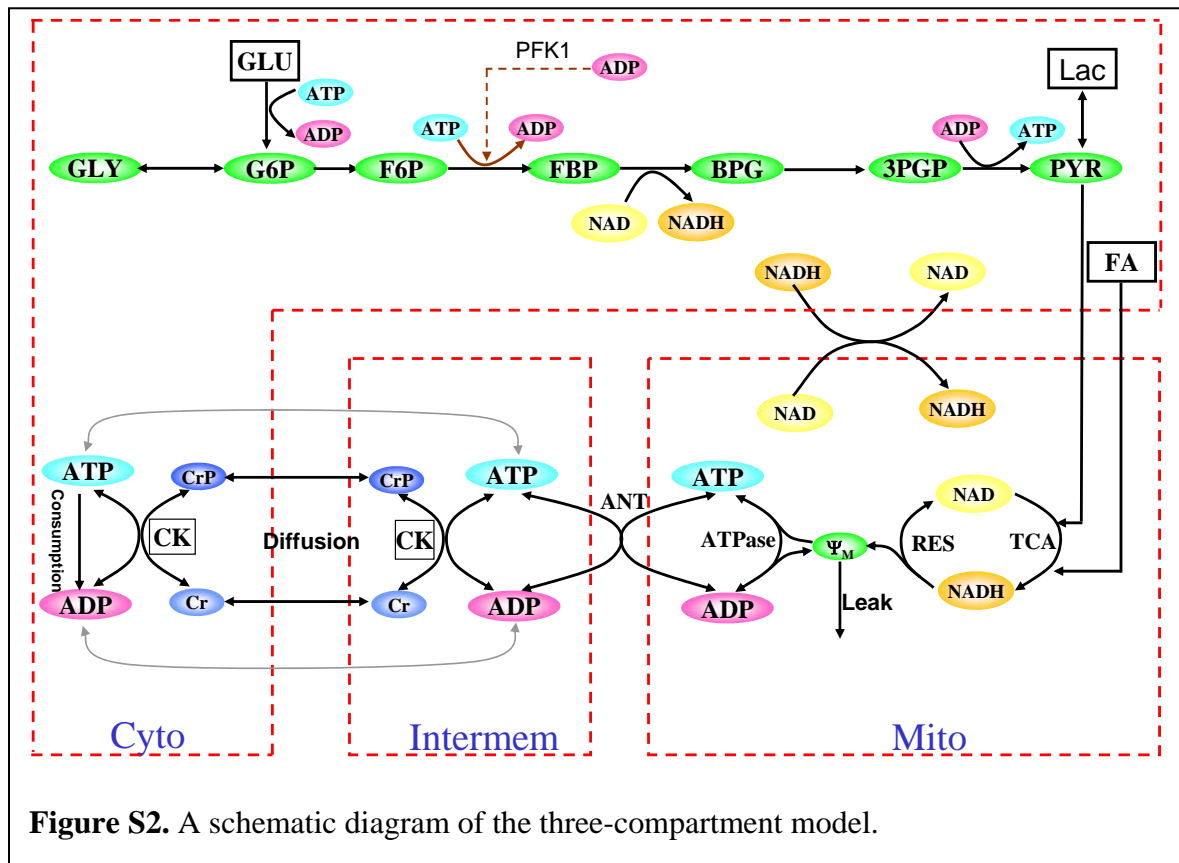 GLU
PFK1
ADP
Lac
ATP
ADP
ATP
ADP
ADP
ATP
GLY
G6P
F6P
FBP
BPG
3PGP
PYR
NAD
NADH
NADH
NAD
FA
NAD
NADH
ATP
CrP
CrP
ATP
ANT
ATP
NAD
Consumption
CK
Diffusion
CK
ATPase
Ψ_M
RES
TCA
ADP
Cr
Cr
ADP
ADP
Leak
NADH
Cyto
Intermem
Mito
Figure S2. A schematic diagram of the three-compartment model.